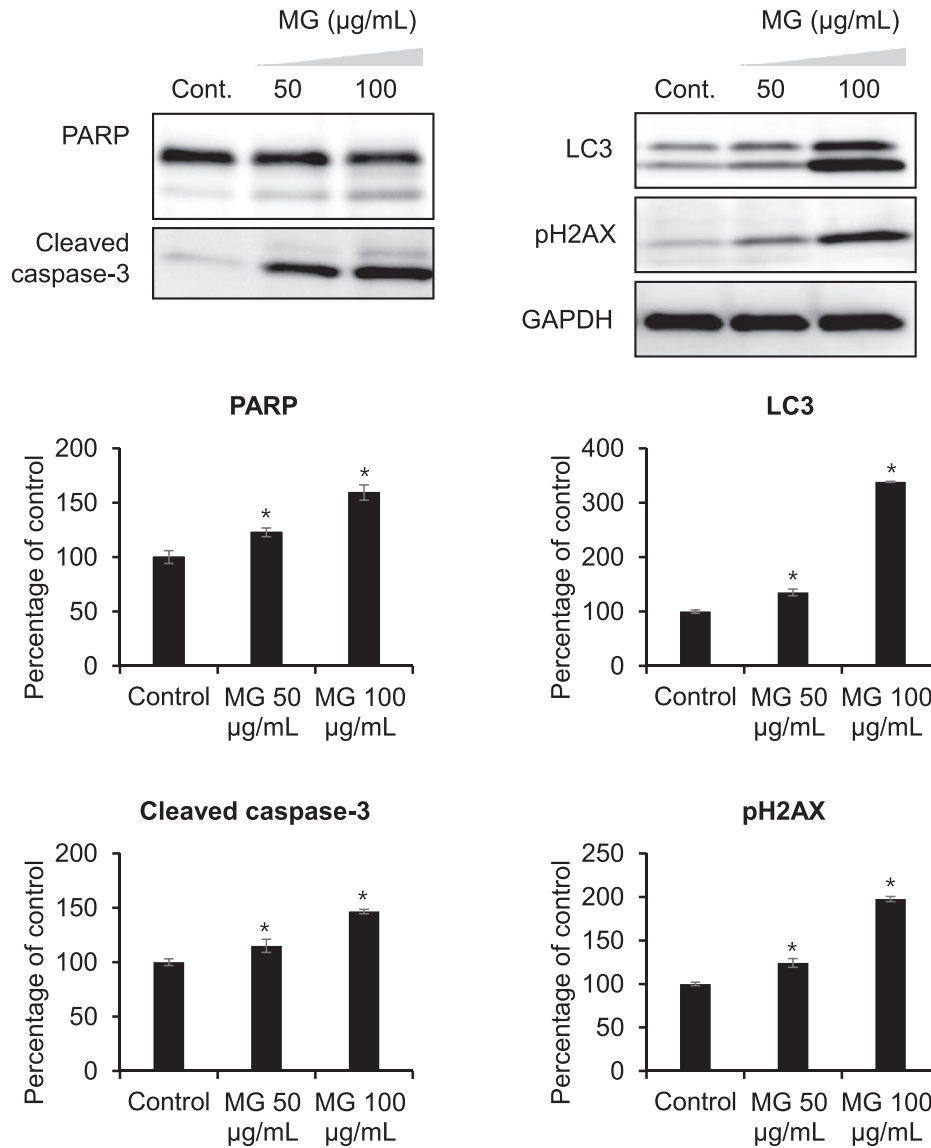 MG (µg/mL)
Cont. 50 100
PARP
Cleaved
caspase-3
MG (µg/mL)
Cont. 50 100
LC3
pH2AX
GAPDH
PARP
Percentage of control
200
150
100
50
0
* *
Control MG 50 MG 100
µg/mL µg/mL
LC3
Percentage of control
400
300
200
100
0
* *
Control MG 50 MG 100
µg/mL µg/mL
Cleaved caspase-3
Percentage of control
200
150
100
50
0
* *
Control MG 50 MG 100
µg/mL µg/mL
pH2AX
Percentage of control
250
200
150
100
50
0
* *
Control MG 50 MG 100
µg/mL µg/mL